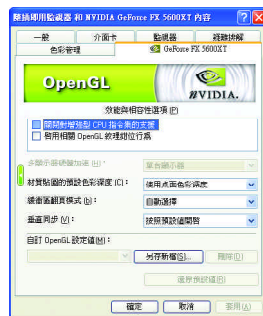 隨插即用監視器 和 NVIDIA GeForce FX 5600XT 內容
一般
介面卡
監視器
疑難排解
色彩管理
GeForce FX 5600XT
OpenGL
NVIDIA.
效能與相容性選項(P)
關閉對增強型 CPU 指令集的支援
啓用相關 OpenGL 紋理鉗位行為
多顯示器硬體加速(H):
單台顯示器
材質貼圖的預設色彩深度(C):
使用桌面色彩深度
緩衝區翻頁模式(b):
自動選擇
垂直同步(V):
按照預設值開啓
自訂 OpenGL 設定值(M):
另存新檔(S)...
刪除(D)
還原預設值(R)
確定
取消
套用(A)